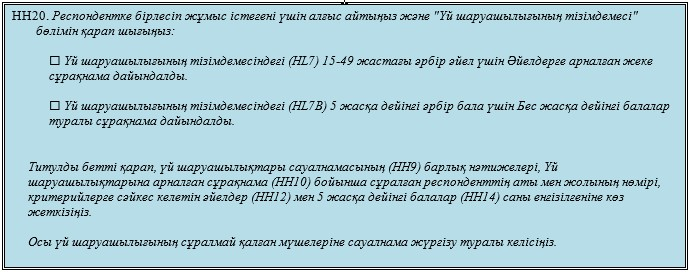 HH20. Респондентке бірлесіп жұмыс істегені үшін алғыс айтыңыз және "Үй шаруашылығының тізімдемесі"
бөлімін қарап шығыңыз:
☐ Үй шаруашылығының тізімдемесіндегі (HL7) 15-49 жастағы әрбір әйел үшін Әйелдерге арналған жеке
сұрақнама дайындалды.
☐ Үй шаруашылығының тізімдемесіндегі (HL7B) 5 жасқа дейінгі әрбір бала үшін Бес жасқа дейінгі балалар
туралы сұрақнама дайындалды.
Титулды бетті қарап, үй шаруашылықтары сауалнамасының (HH9) барлық нәтижелері, Үй
шаруашылықтарына арналған сұрақнама (HH10) бойынша сұралған респонденттің аты мен жолының нөмірі,
критерийлерге сәйкес келетін әйелдер (HH12) мен 5 жасқа дейінгі балалар (HH14) саны енгізілгеніне көз
жеткізіңіз.
Осы үй шаруашылығының сұралмай қалған мүшелеріне сауалнама жүргізу туралы келісіңіз.